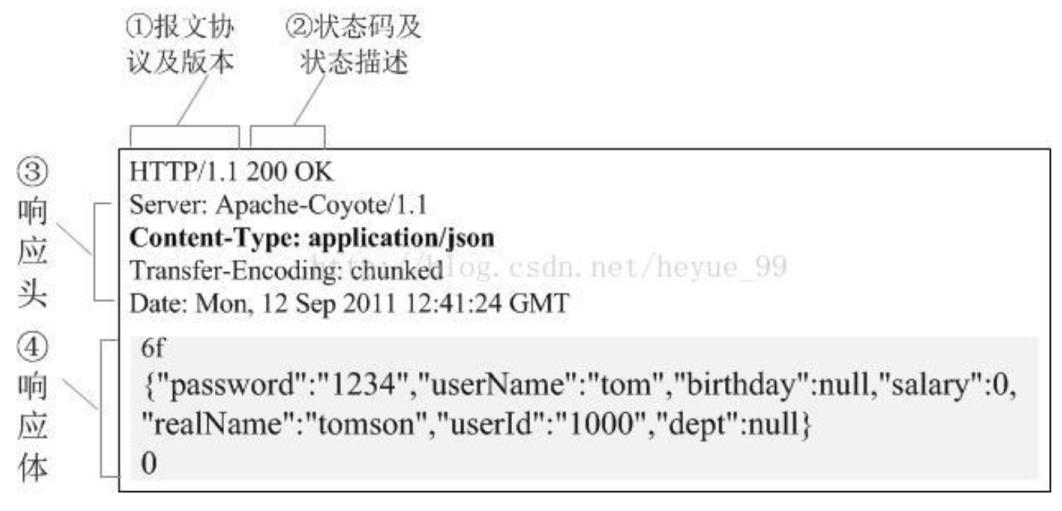 ①报文协
议及版本
②状态码及
状态描述
③
响
应
头
HTTP/1.1 200 OK
Server: Apache-Coyote/1.1
Content-Type: application/json
Transfer-Encoding: chunked
Date: Mon, 12 Sep 2011 12:41:24 GMT
http://blog.csdn.net/heyue_99
④
响
应
体
6f
{"password":"1234","userName":"tom","birthday":null,"salary":0,
"realName":"tomson","userId":"1000","dept":null}
0